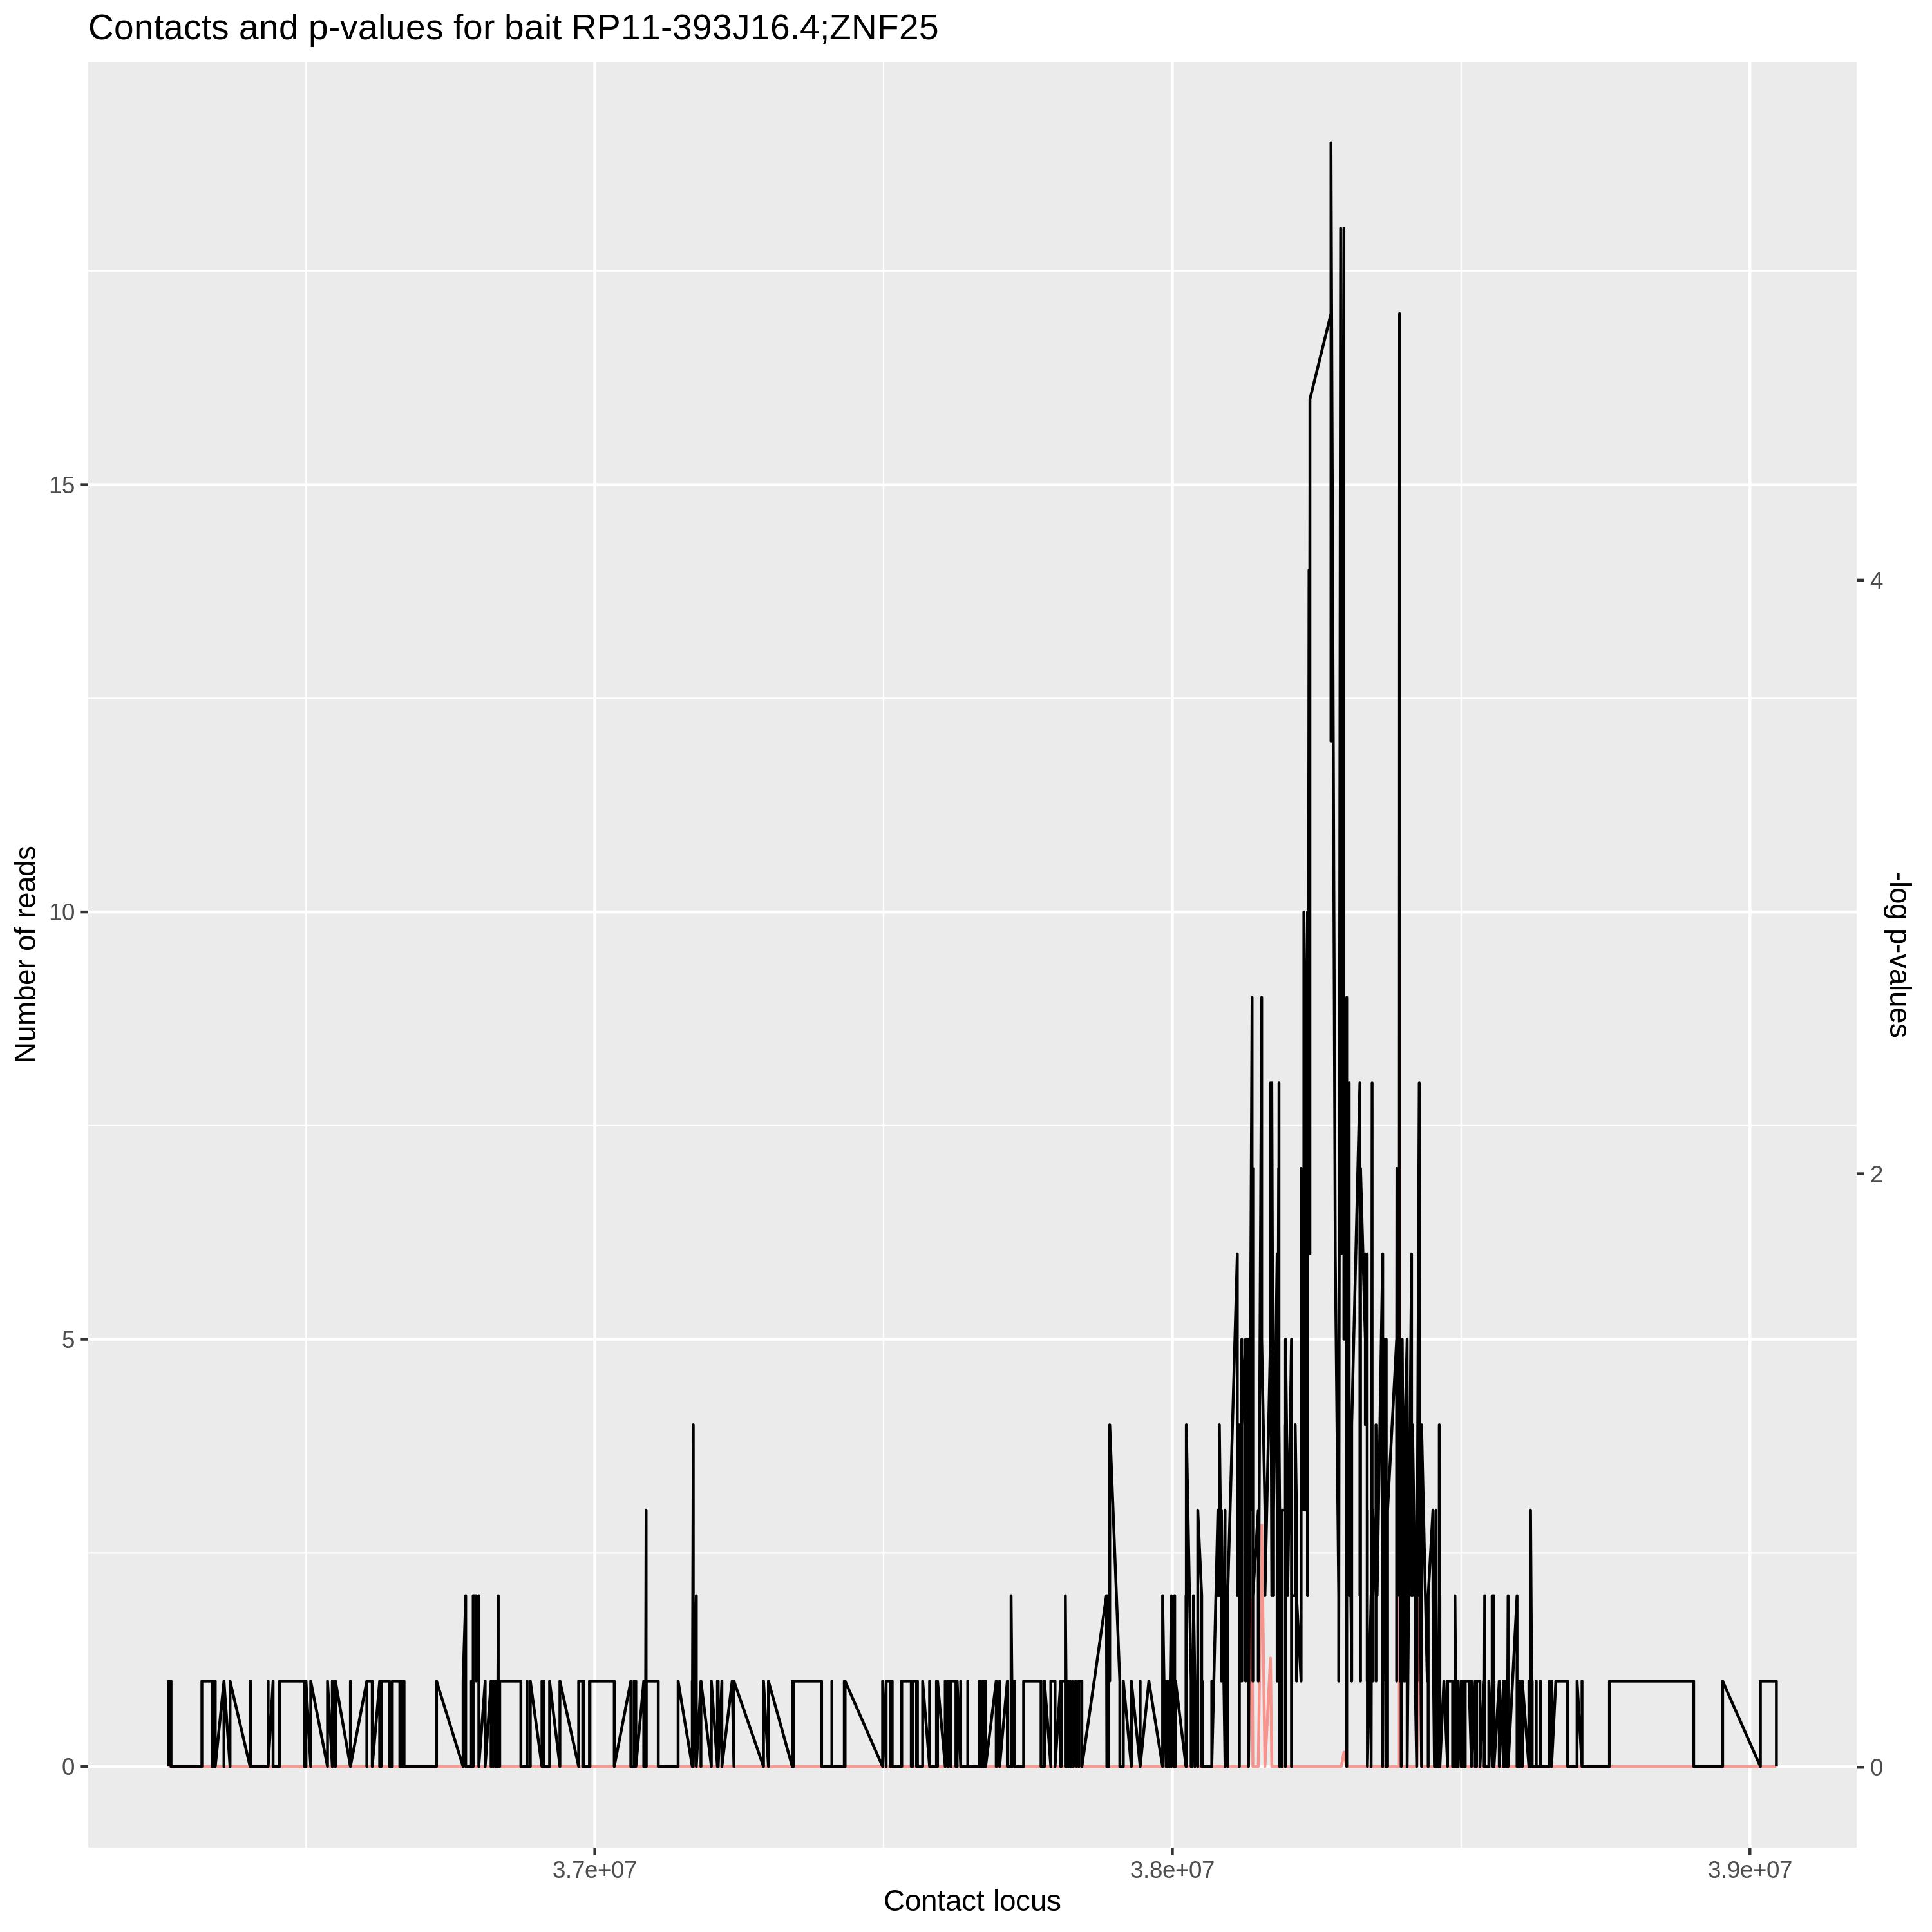 Contacts and p-values for bait RP11-393J16.4;ZNF25
15
10
5
0
Number of reads
4
2
0
-log p-values
3.7e+07
3.8e+07
3.9e+07
Contact locus